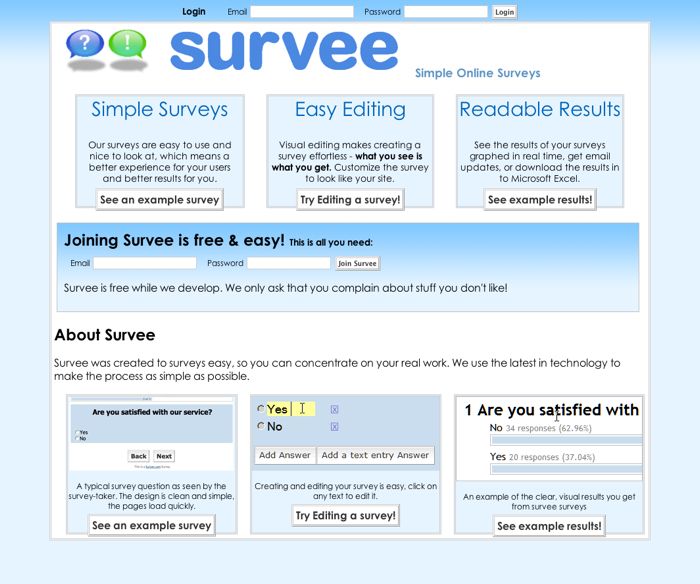 Login Email Password Login
? !
survee
Simple Online Surveys
Simple Surveys
Our surveys are easy to use and
nice to look at, which means a
better experience for your users
and better results for you.
See an example survey
Easy Editing
Visual editing makes creating a
survey effortless - what you see is
what you get. Customize the survey
to look like your site.
Try Editing a survey!
Readable Results
See the results of your surveys
graphed in real time, get email
updates, or download the results in
to Microsoft Excel.
See example results!
Joining Survee is free & easy! This is all you need:
Email Password Join Survee
Survee is free while we develop. We only ask that you complain about stuff you don't like!
About Survee
Survee was created to surveys easy, so you can concentrate on your real work. We use the latest in technology to
make the process as simple as possible.
Are you satisfied with our service?
Yes
No
Back Next
A typical survey question as seen by the
survey-taker. The design is clean and simple,
the pages load quickly.
See an example survey
Yes
No
Add Answer Add a text entry Answer
Creating and editing your survey is easy, click on
any text to edit it.
Try Editing a survey!
1 Are you satisfied with
No 34 responses (62.96%)
Yes 20 responses (37.04%)
An example of the clear, visual results you get
from survee surveys
See example results!